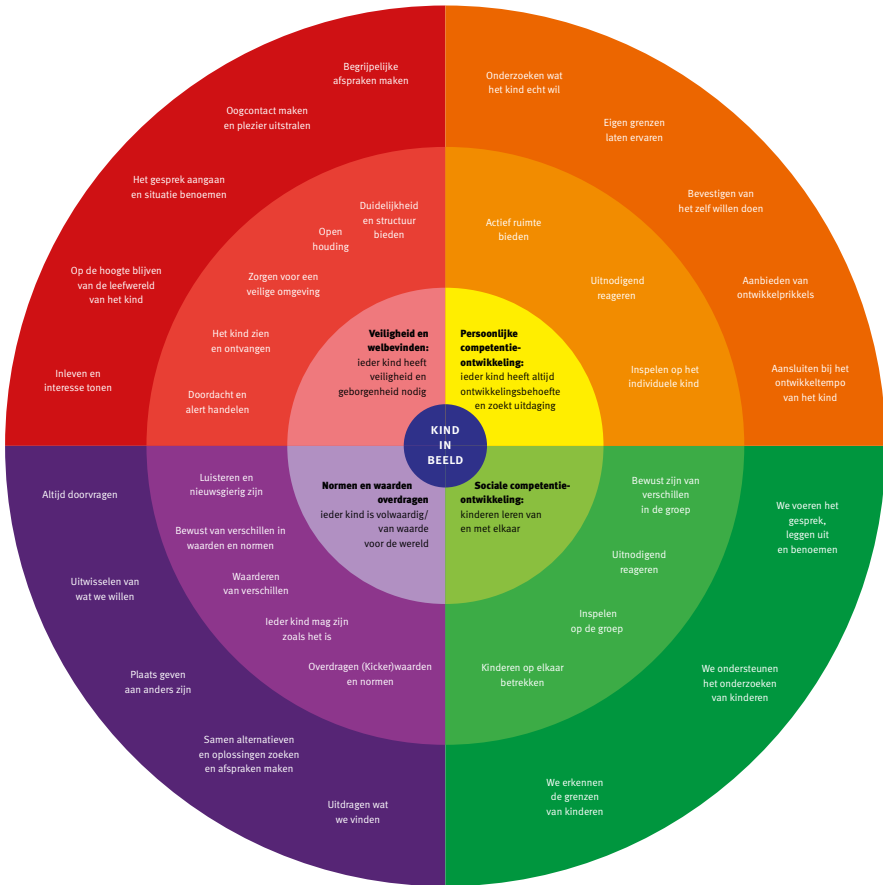 Begrijpelijke
afspraken maken
Oogcontact maken
en plezier uitstralen
Het gesprek aangaan
en situatie benoemen
Op de hoogte blijven
van de leefwereld
van het kind
Inleven en
interesse tonen
Duidelijkheid
en structuur
bieden
Open
houding
Zorgen voor een
veilige omgeving
Het kind zien
en ontvangen
Doordacht en
alert handelen
Veiligheid en
welbevinden:
ieder kind heeft
veiligheid en
geborgenheid nodig
Onderzoeken wat
het kind echt wil
Eigen grenzen
laten ervaren
Bevestigen van
het zelf willen doen
Aanbieden van
ontwikkelprikkels
Aansluiten bij het
ontwikkeltempo
van het kind
Actief ruimte
bieden
Uitnodigend
reageren
Inspelen op het
individuele kind
Persoonlijke
competentie-
ontwikkeling:
ieder kind heeft altijd
ontwikkelingsbehoefte
en zoekt uitdaging
KIND
IN
BEELD
Normen en waarden
overdragen
ieder kind is volwaardig/
van waarde
voor de wereld
Luisteren en
nieuwsgierig zijn
Bewust van verschillen in
waarden en normen
Waarderen
van verschillen
Ieder kind mag zijn
zoals het is
Overdragen (Kicker)waarden
en normen
Altijd doorvragen
Uitwisselen van
wat we willen
Plaats geven
aan anders zijn
Samen alternatieven
en oplossingen zoeken
en afspraken maken
Uitdragen wat
we vinden
Sociale competentie-
ontwikkeling:
kinderen leren van
en met elkaar
Bewust zijn van
verschillen
in de groep
Uitnodigend
reageren
Inspelen
op de groep
Kinderen op elkaar
betrekken
We voeren het
gesprek,
leggen uit
en benoemen
We ondersteunen
het onderzoeken
van kinderen
We erkennen
de grenzen
van kinderen